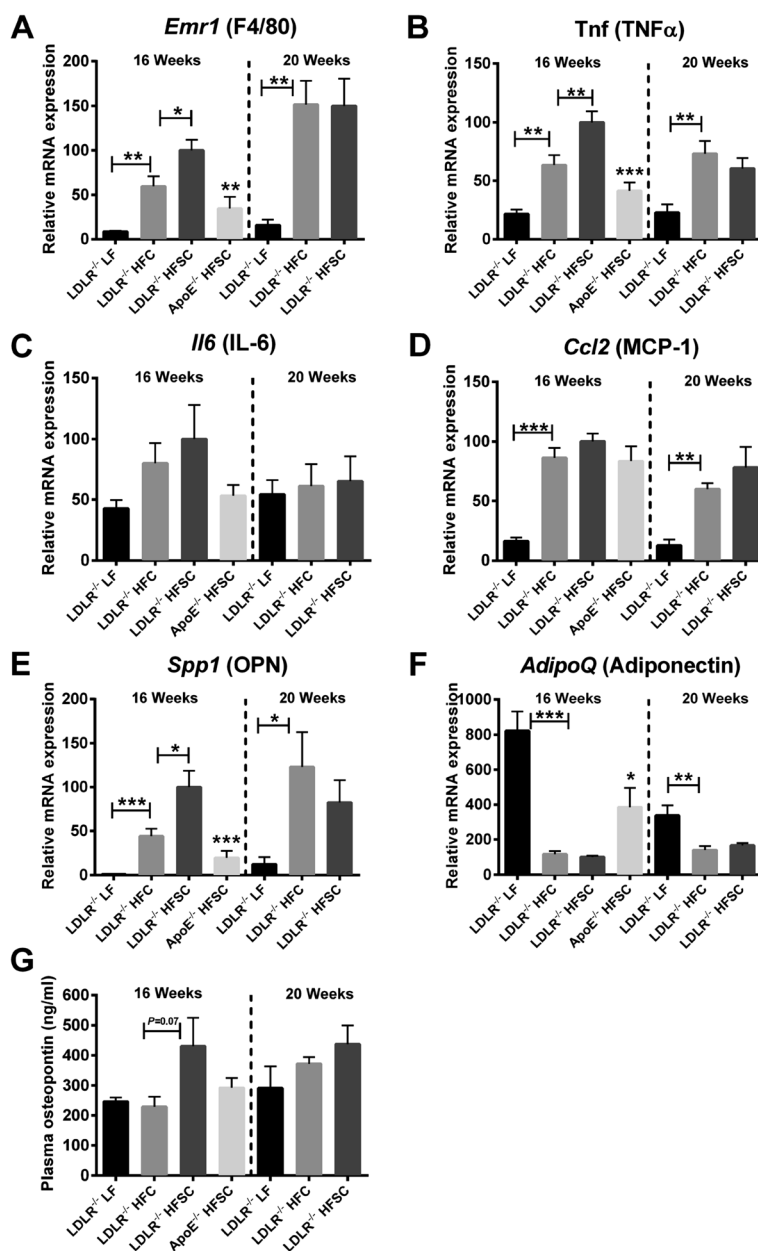 A
Emr1 (F4/80)
16 Weeks
20 Weeks
Relative mRNA expression
200
150
100
50
0
**
*
**
**
LDLR-/- LF
LDLR-/- HFC
LDLR-/- HFSC
ApoE-/- HFSC
LDLR-/- LF
LDLR-/- HFC
LDLR-/- HFSC
B
Tnf (TNFα)
16 Weeks
20 Weeks
Relative mRNA expression
150
100
50
0
**
**
***
**
LDLR-/- LF
LDLR-/- HFC
LDLR-/- HFSC
ApoE-/- HFSC
LDLR-/- LF
LDLR-/- HFC
LDLR-/- HFSC
C
Il6 (IL-6)
16 Weeks
20 Weeks
Relative mRNA expression
150
100
50
0
LDLR-/- LF
LDLR-/- HFC
LDLR-/- HFSC
ApoE-/- HFSC
LDLR-/- LF
LDLR-/- HFC
LDLR-/- HFSC
D
Ccl2 (MCP-1)
16 Weeks
20 Weeks
Relative mRNA expression
150
100
50
0
***
**
LDLR-/- LF
LDLR-/- HFC
LDLR-/- HFSC
ApoE-/- HFSC
LDLR-/- LF
LDLR-/- HFC
LDLR-/- HFSC
E
Spp1 (OPN)
16 Weeks
20 Weeks
Relative mRNA expression
200
150
100
50
0
***
*
***
*
LDLR-/- LF
LDLR-/- HFC
LDLR-/- HFSC
ApoE-/- HFSC
LDLR-/- LF
LDLR-/- HFC
LDLR-/- HFSC
F
AdipoQ (Adiponectin)
16 Weeks
20 Weeks
Relative mRNA expression
1000
800
600
400
200
0
***
*
**
LDLR-/- LF
LDLR-/- HFC
LDLR-/- HFSC
ApoE-/- HFSC
LDLR-/- LF
LDLR-/- HFC
LDLR-/- HFSC
G
16 Weeks
20 Weeks
Plasma osteopontin (ng/ml)
600
500
400
300
200
100
0
P=0.07
LDLR-/- LF
LDLR-/- HFC
LDLR-/- HFSC
ApoE-/- HFSC
LDLR-/- LF
LDLR-/- HFC
LDLR-/- HFSC